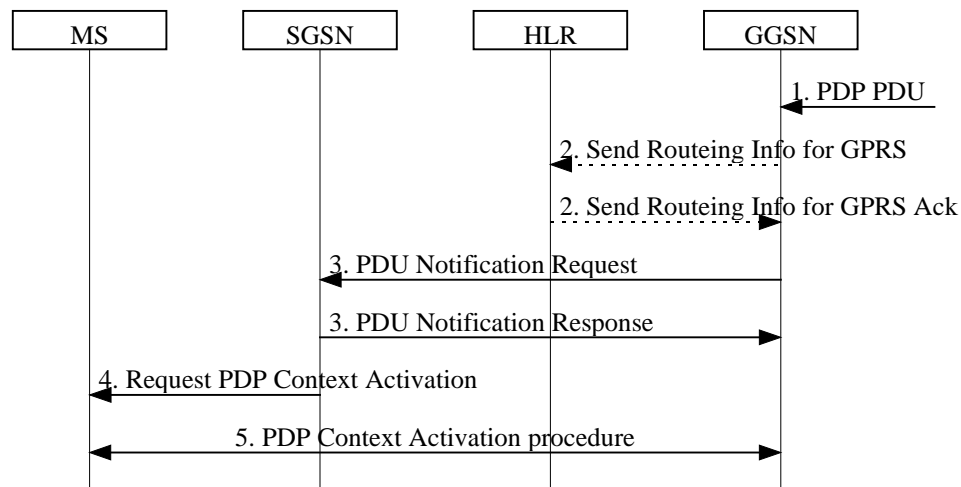 MS SGSN HLR GGSN
1. PDP PDU
2. Send Routeing Info for GPRS
2. Send Routeing Info for GPRS Ack
3. PDU Notification Request
3. PDU Notification Response
4. Request PDP Context Activation
5. PDP Context Activation procedure